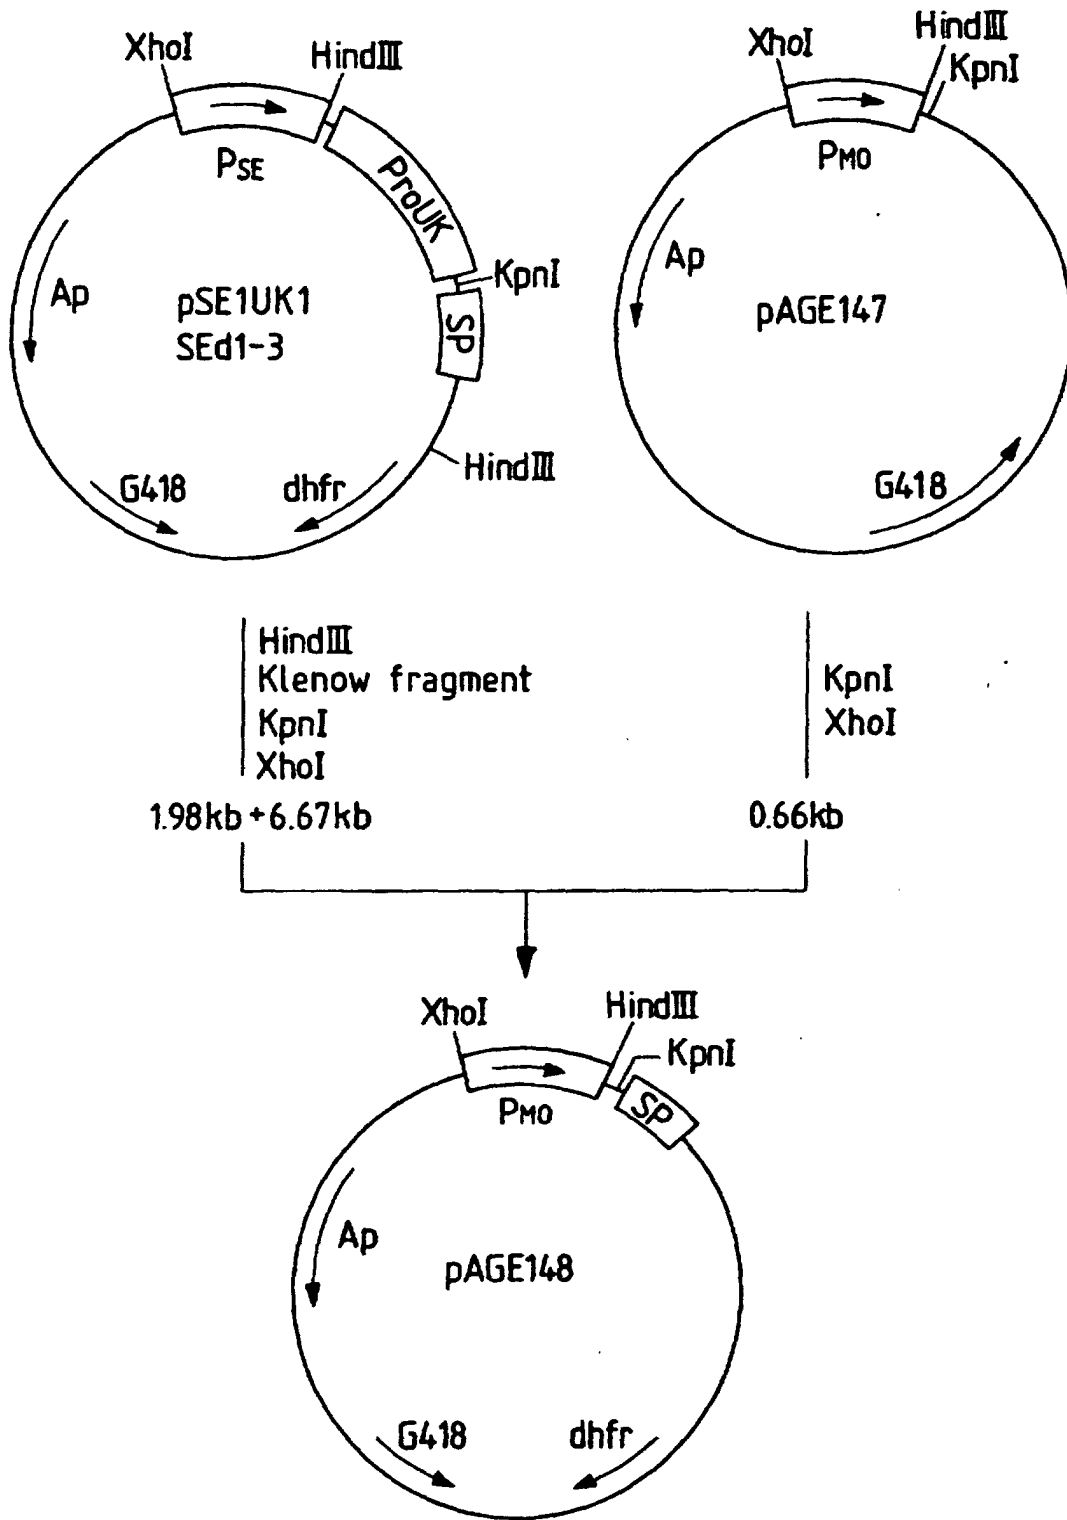 XhoI
HindIII
PSE
ProUK
KpnI
SP
HindIII
dhfr
G418
Ap
pSE1UK1
SEd1-3
XhoI
HindIII
KpnI
PMO
Ap
pAGE147
G418
HindIII
Klenow fragment
KpnI
XhoI
1.98kb + 6.67kb
KpnI
XhoI
0.66kb
XhoI
HindIII
KpnI
PMO
SP
Ap
pAGE148
G418
dhfr